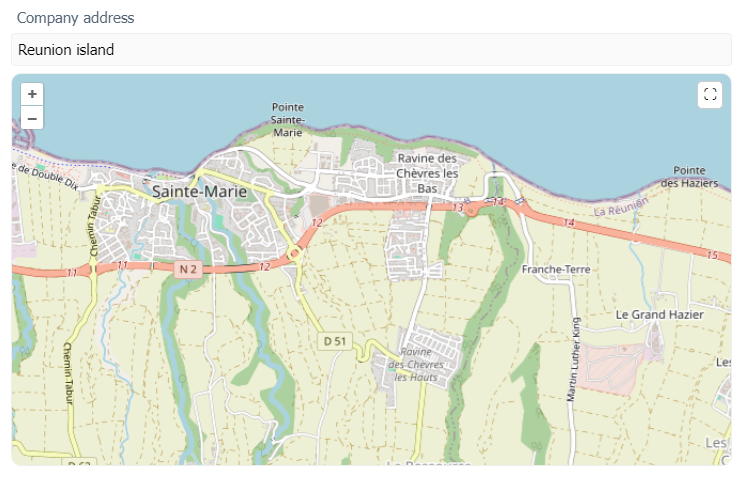 Company address
Reunion island
+
−
Pointe
Sainte-
Marie
Ravine des
Chèvres les
Bas
Pointe
des Haziers
e de Double Dix
Sainte-Marie
La Réunion
Chemin Tabur
12
13
14
14
15
11
11
N 2
12
Franche-Terre
Le Grand Hazier
D 51
Martin Luther King
Ravine
des Chèvres
les Hauts
Chemin Tabur
Les
D 62
La Ressource
Les
C